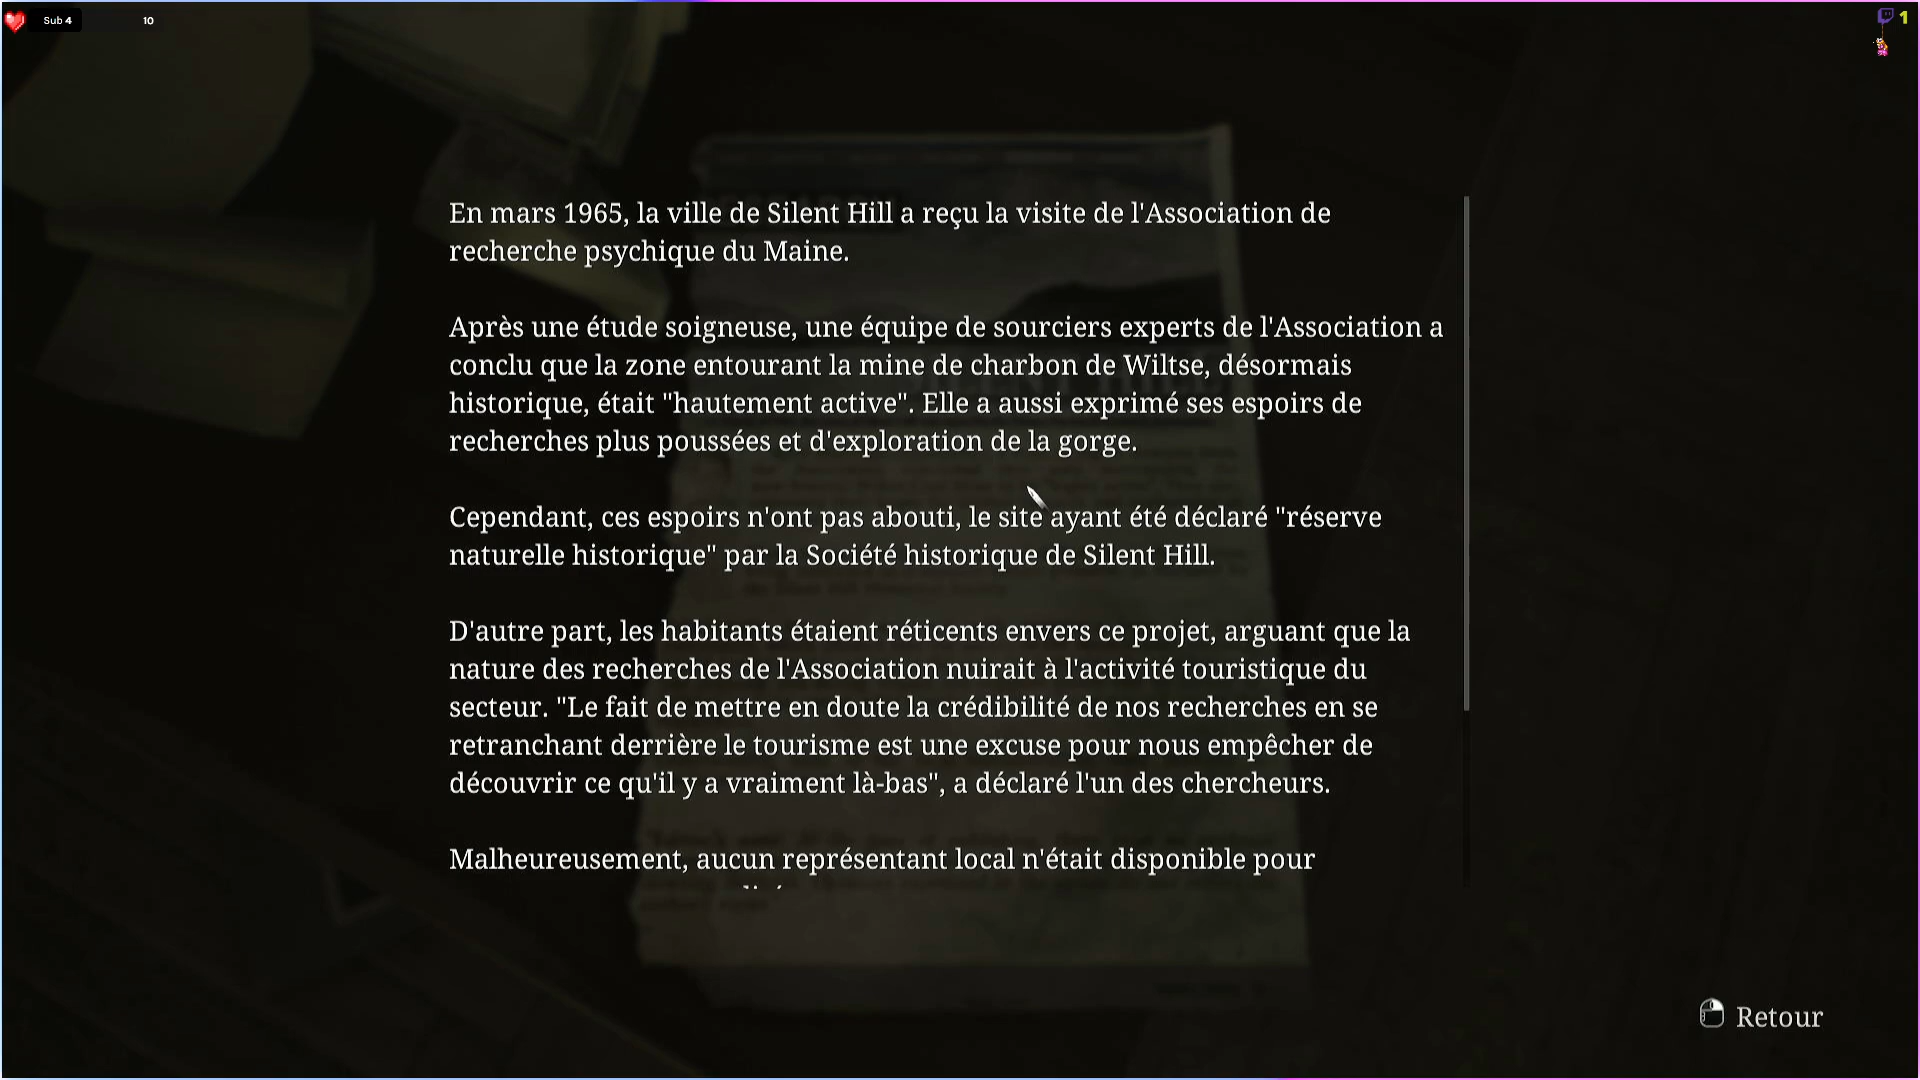 Sub 4
10
1
En mars 1965, la ville de Silent Hill a reçu la visite de l'Association de
recherche psychique du Maine.
Après une étude soigneuse, une équipe de sourciers experts de l'Association a
conclu que la zone entourant la mine de charbon de Wiltse, désormais
historique, était "hautement active". Elle a aussi exprimé ses espoirs de
recherches plus poussées et d'exploration de la gorge.
Cependant, ces espoirs n'ont pas abouti, le site ayant été déclaré "réserve
naturelle historique" par la Société historique de Silent Hill.
D'autre part, les habitants étaient réticents envers ce projet, arguant que la
nature des recherches de l'Association nuirait à l'activité touristique du
secteur. "Le fait de mettre en doute la crédibilité de nos recherches en se
retranchant derrière le tourisme est une excuse pour nous empêcher de
découvrir ce qu'il y a vraiment là-bas", a déclaré l'un des chercheurs.
Malheureusement, aucun représentant local n'était disponible pour
Retour